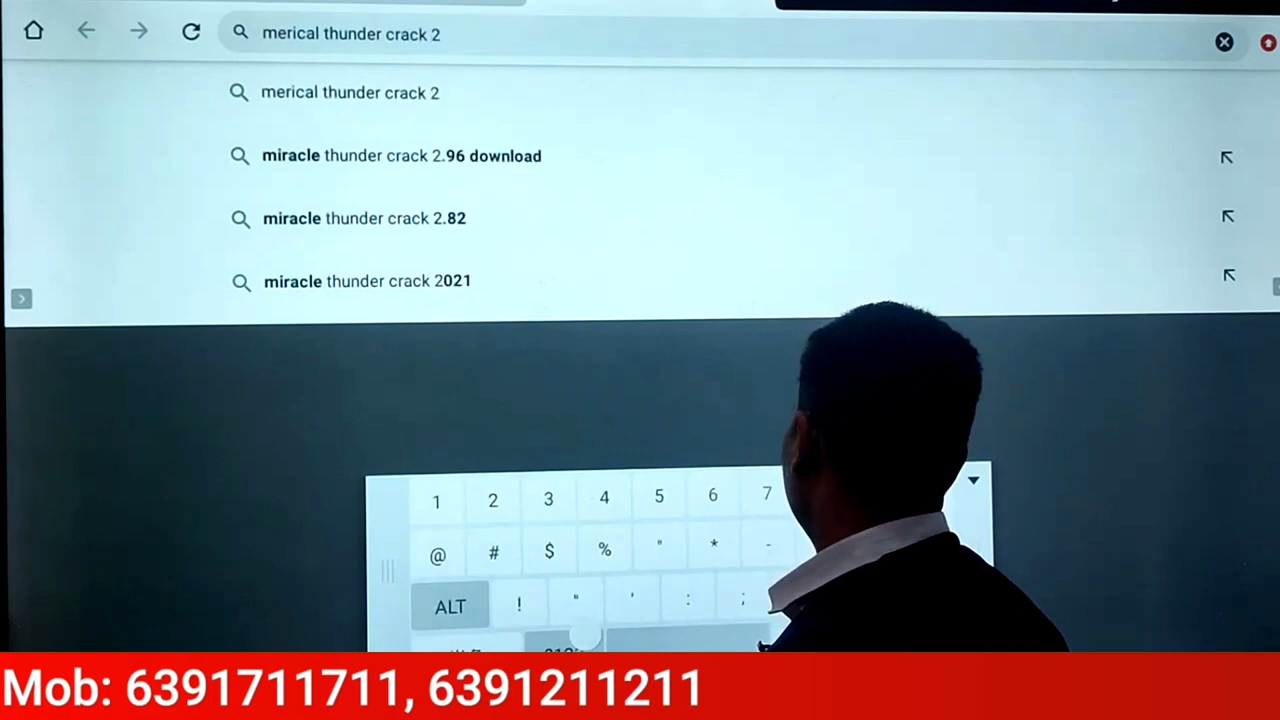 merical thunder crack 2
merical thunder crack 2
miracle thunder crack 2.96 download
miracle thunder crack 2.82
miracle thunder crack 2021
1 2 3 4 5 6 7
@ # $ % " * -
ALT ! " ' : ;
Mob: 6391711711, 6391211211